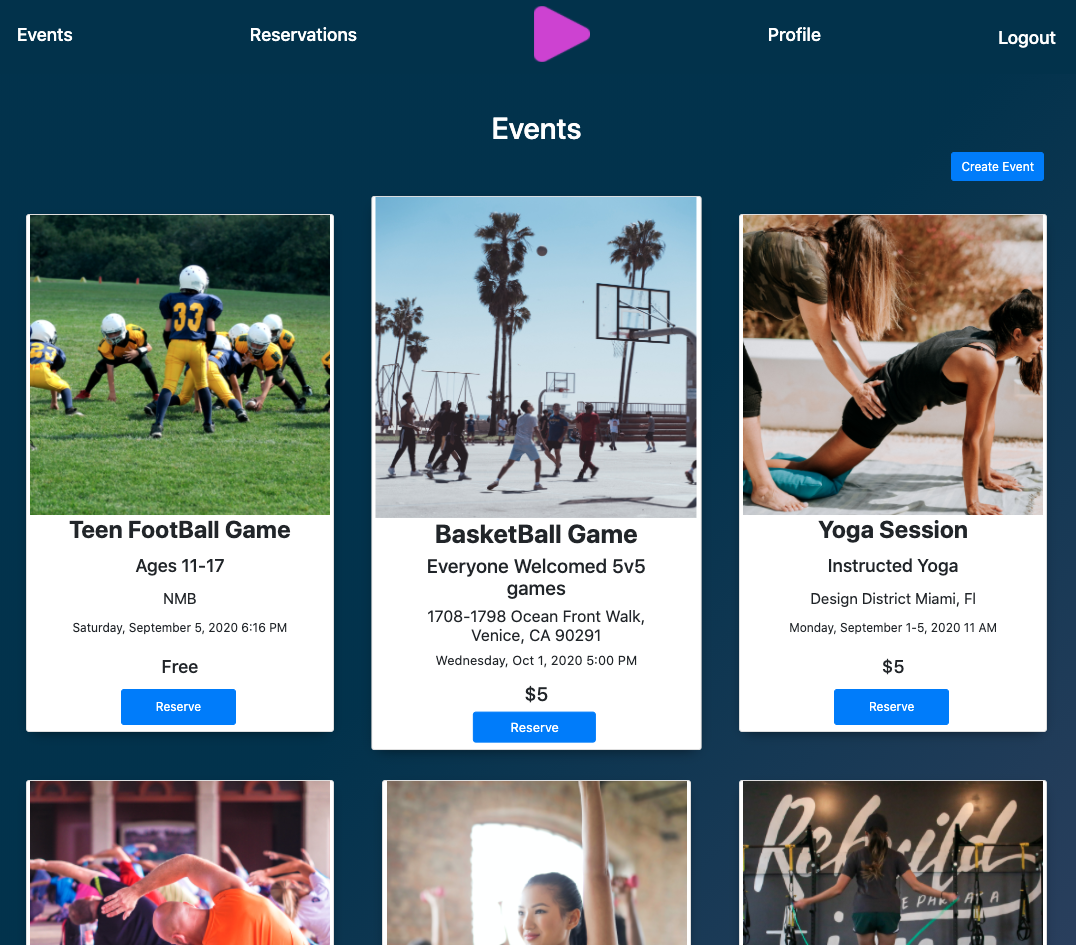 Events
Reservations
Profile
Logout
Events
Create Event
33
Teen FootBall Game
Ages 11-17
NMB
Saturday, September 5, 2020 6:16 PM
Free
Reserve
BasketBall Game
Everyone Welcomed 5v5
games
1708-1798 Ocean Front Walk,
Venice, CA 90291
Wednesday, Oct 1, 2020 5:00 PM
$5
Reserve
Yoga Session
Instructed Yoga
Design District Miami, Fl
Monday, September 1-5, 2020 11 AM
$5
Reserve
Rebuild